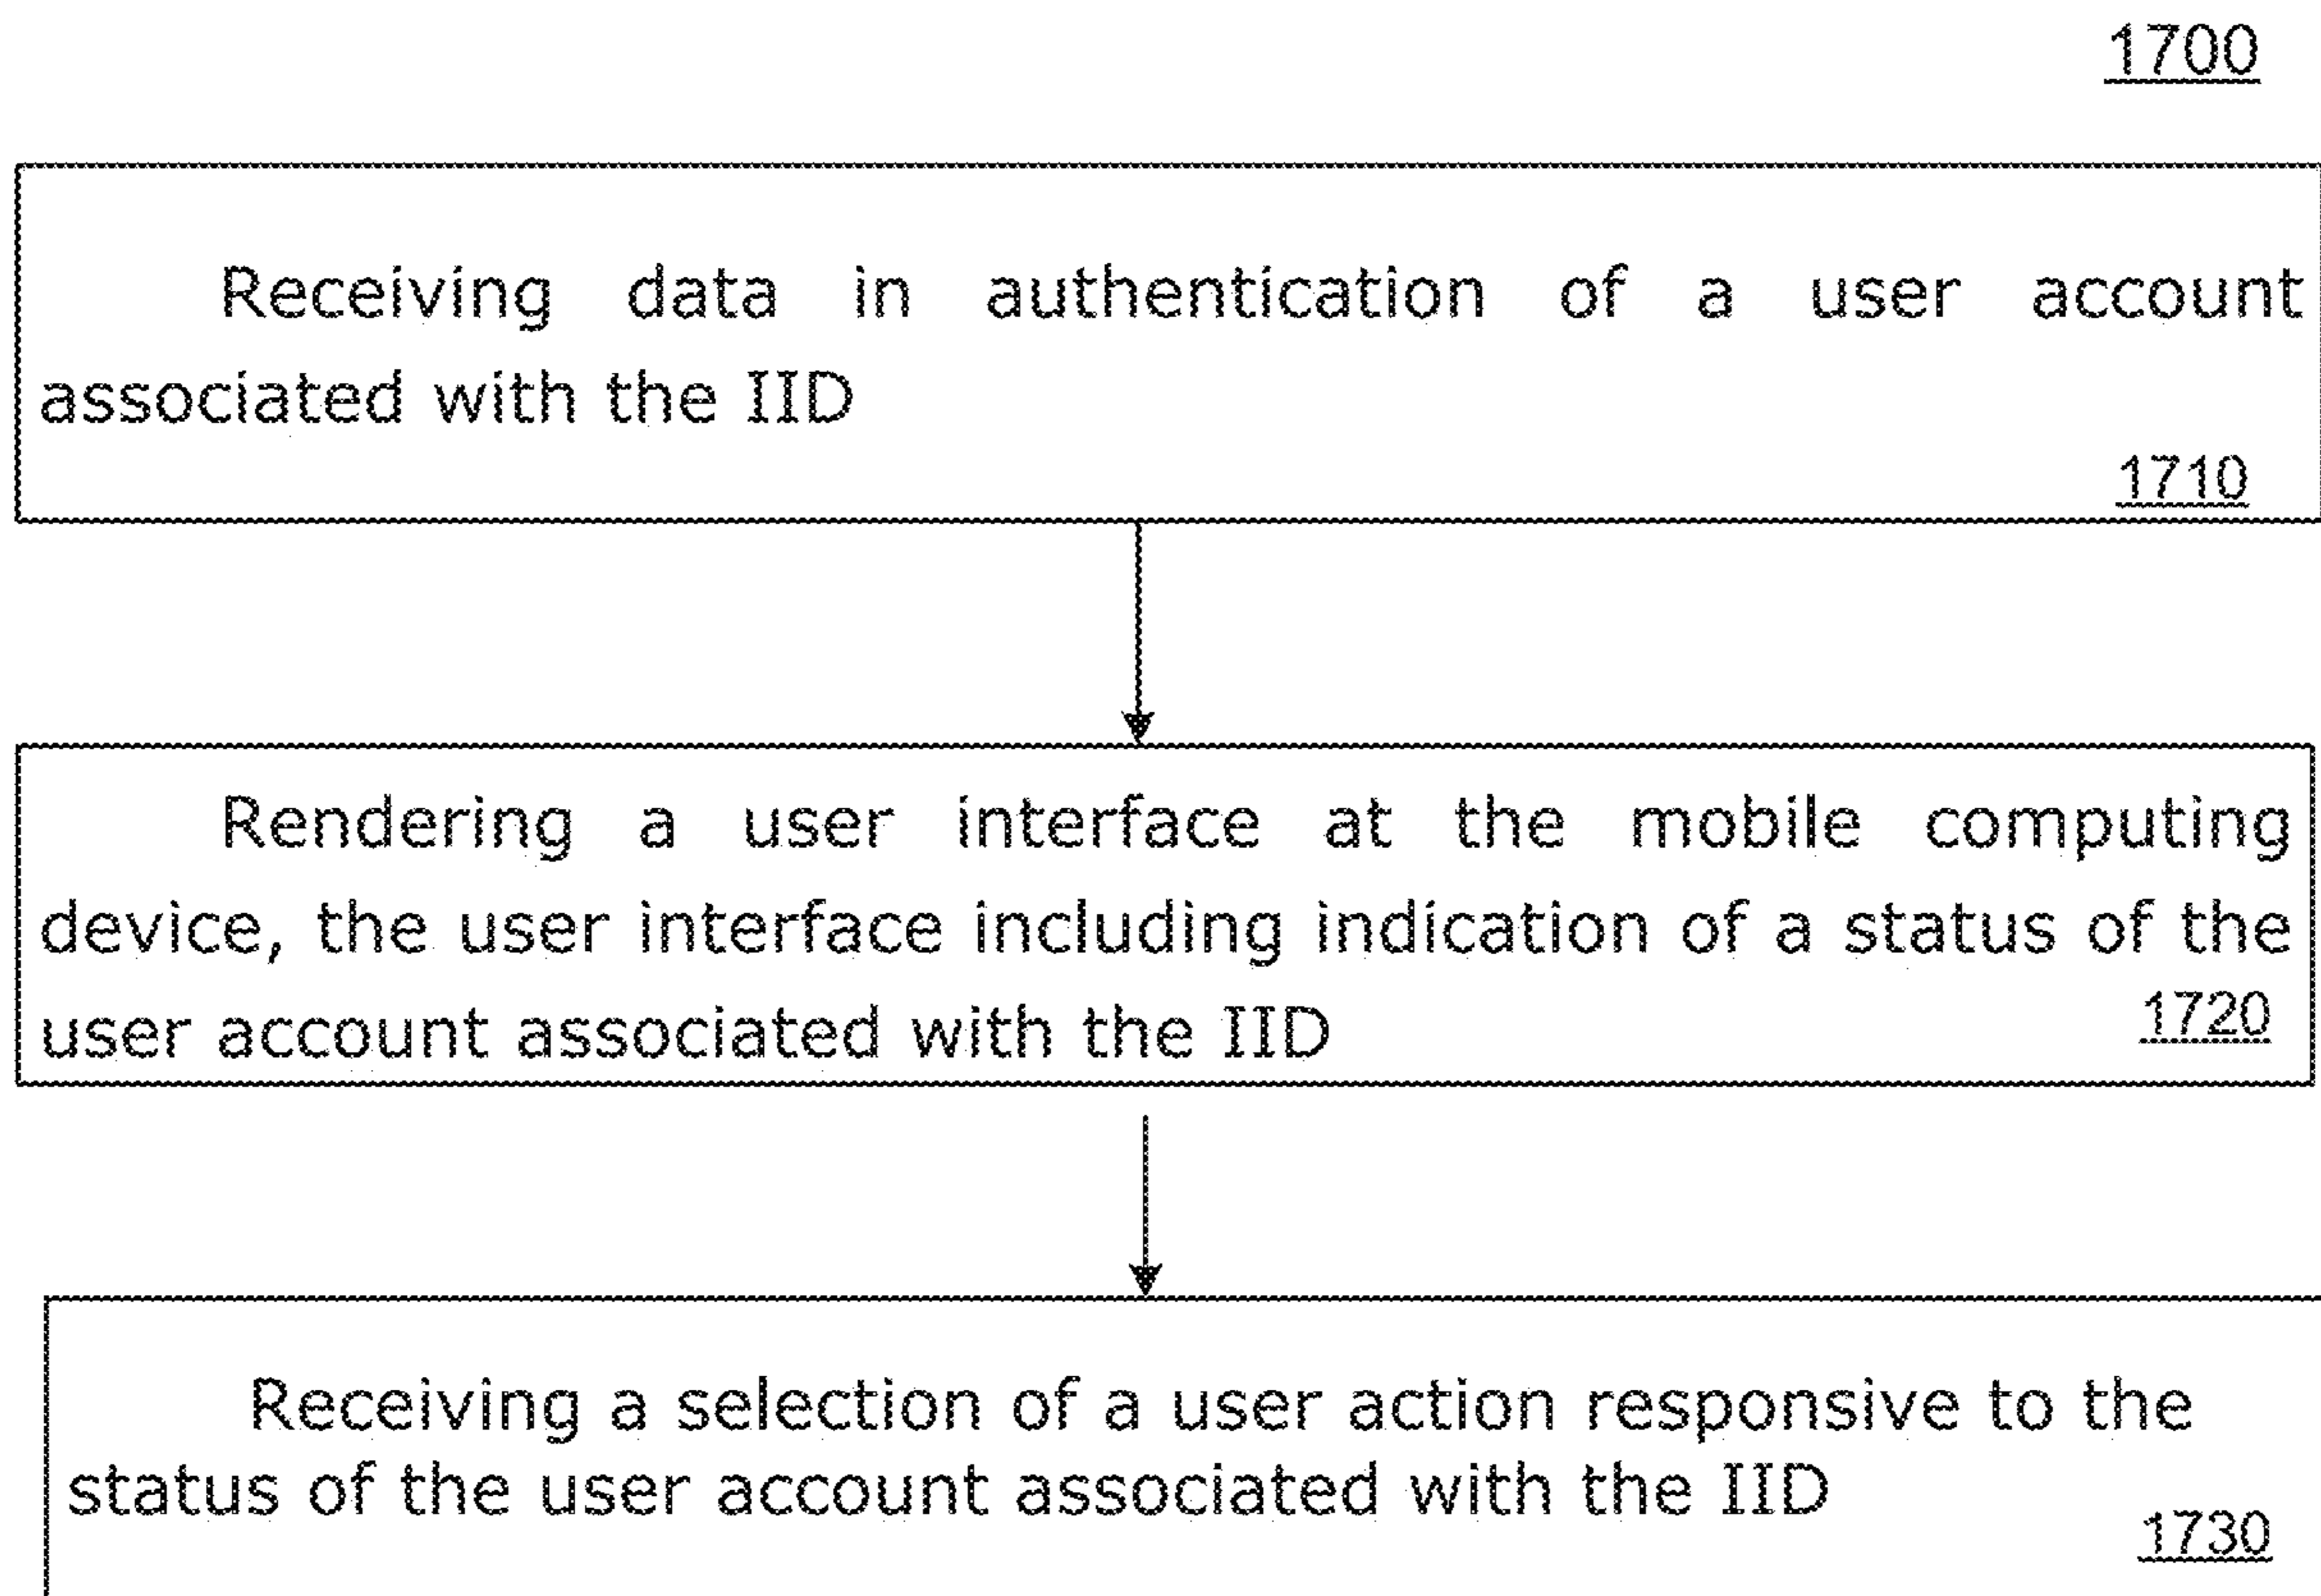 1700
Receiving data in authentication of a user account
associated with the IID
1710
Rendering a user interface at the mobile computing
device, the user interface including indication of a status of the
user account associated with the IID
1720
Receiving a selection of a user action responsive to the
status of the user account associated with the IID
1730